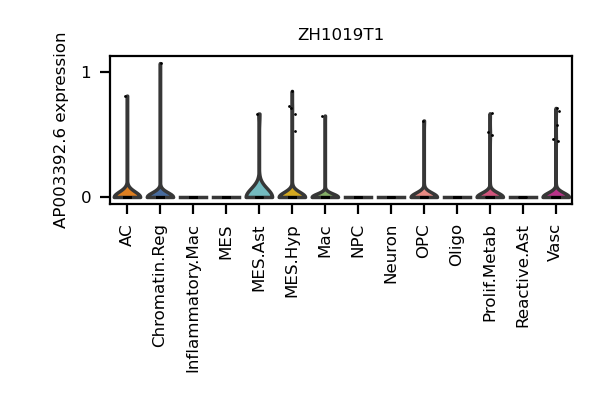 ZH1019T1
AP003392.6 expression
1
0
AC
Chromatin.Reg
Inflammatory.Mac
MES
MES.Ast
MES.Hyp
Mac
NPC
Neuron
OPC
Oligo
Prolif.Metab
Reactive.Ast
Vasc